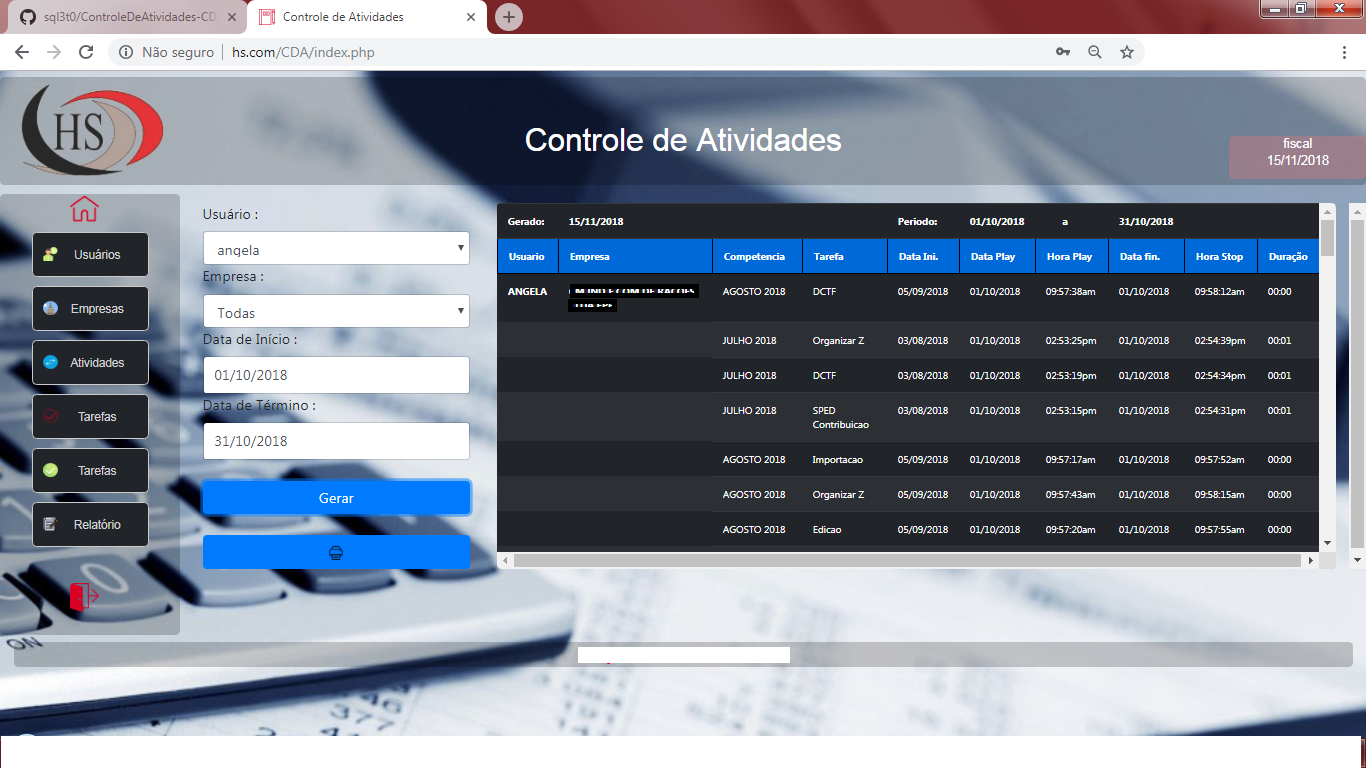 sql3t0/ControleDeAtividades-CD
Controle de Atividades
Não seguro hs.com/CDA/index.php
HS
Controle de Atividades
fiscal
15/11/2018
Usuários
Empresas
Atividades
Tarefas
Tarefas
Relatório
Usuário :
angela
Empresa :
Todas
Data de Início :
01/10/2018
Data de Término :
31/10/2018
Gerar
Gerado: 15/11/2018 Periodo: 01/10/2018 a 31/10/2018
Usuario Empresa Competencia Tarefa Data Ini. Data Play Hora Play Data fin. Hora Stop Duração
ANGELA AGOSTO 2018 DCTF 05/09/2018 01/10/2018 09:57:38am 01/10/2018 09:58:12am 00:00
JULHO 2018 Organizar Z 03/08/2018 01/10/2018 02:53:25pm 01/10/2018 02:54:39pm 00:01
JULHO 2018 DCTF 03/08/2018 01/10/2018 02:53:19pm 01/10/2018 02:54:34pm 00:01
JULHO 2018 SPED 03/08/2018 01/10/2018 02:53:15pm 01/10/2018 02:54:31pm 00:01
Contribuicao
AGOSTO 2018 Importacao 05/09/2018 01/10/2018 09:57:17am 01/10/2018 09:57:52am 00:00
AGOSTO 2018 Organizar Z 05/09/2018 01/10/2018 09:57:43am 01/10/2018 09:58:15am 00:00
AGOSTO 2018 Edicao 05/09/2018 01/10/2018 09:57:20am 01/10/2018 09:57:55am 00:00
ON
377